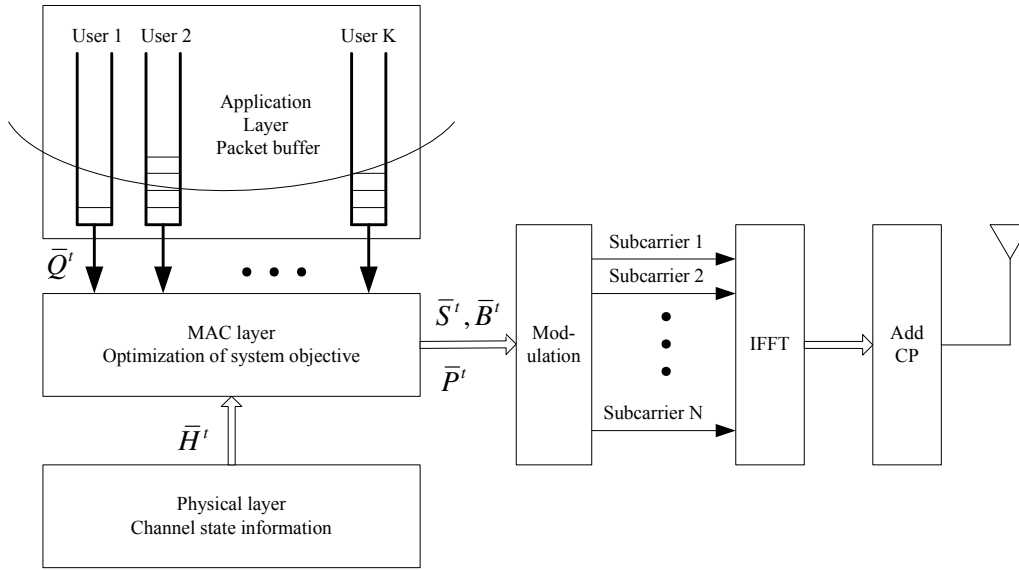 User 1
User 2
User K
Application
Layer
Packet buffer
Q̅ᵗ
MAC layer
Optimization of system objective
S̅ᵗ, B̅ᵗ
P̅ᵗ
H̅ᵗ
Physical layer
Channel state information
Mod-
ulation
Subcarrier 1
Subcarrier 2
Subcarrier N
IFFT
Add
CP